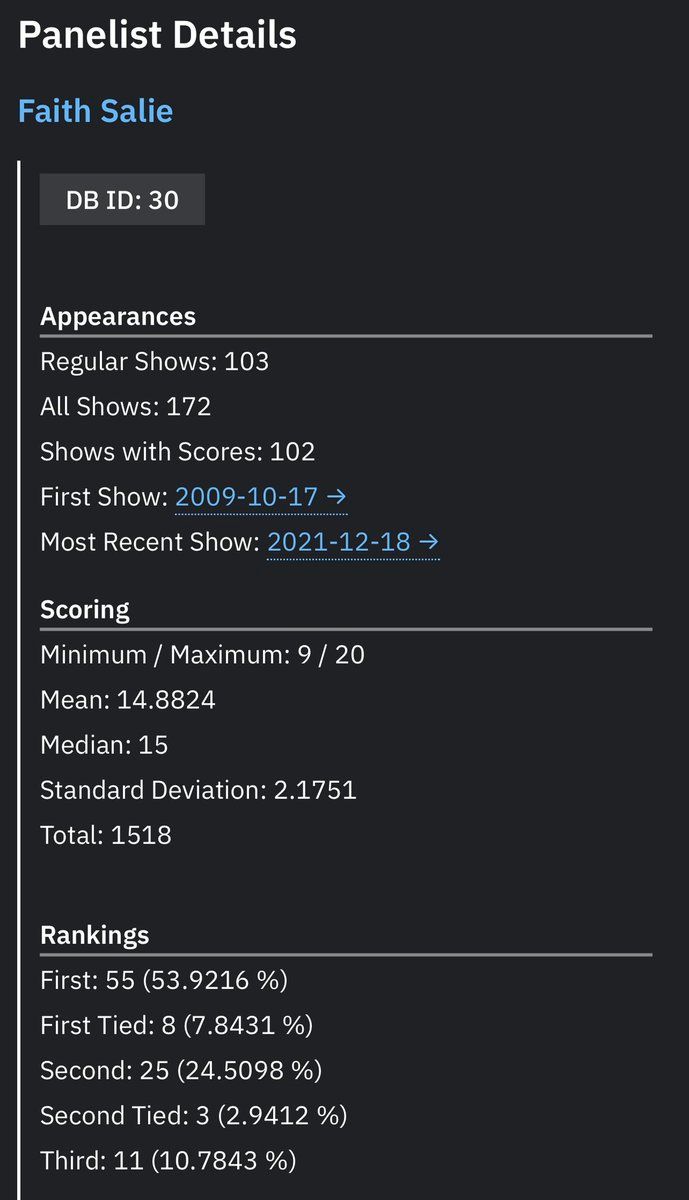 Panelist Details
Faith Salie
DB ID: 30
Appearances
Regular Shows: 103
All Shows: 172
Shows with Scores: 102
First Show: 2009-10-17 →
Most Recent Show: 2021-12-18 →
Scoring
Minimum / Maximum: 9 / 20
Mean: 14.8824
Median: 15
Standard Deviation: 2.1751
Total: 1518
Rankings
First: 55 (53.9216 %)
First Tied: 8 (7.8431 %)
Second: 25 (24.5098 %)
Second Tied: 3 (2.9412 %)
Third: 11 (10.7843 %)